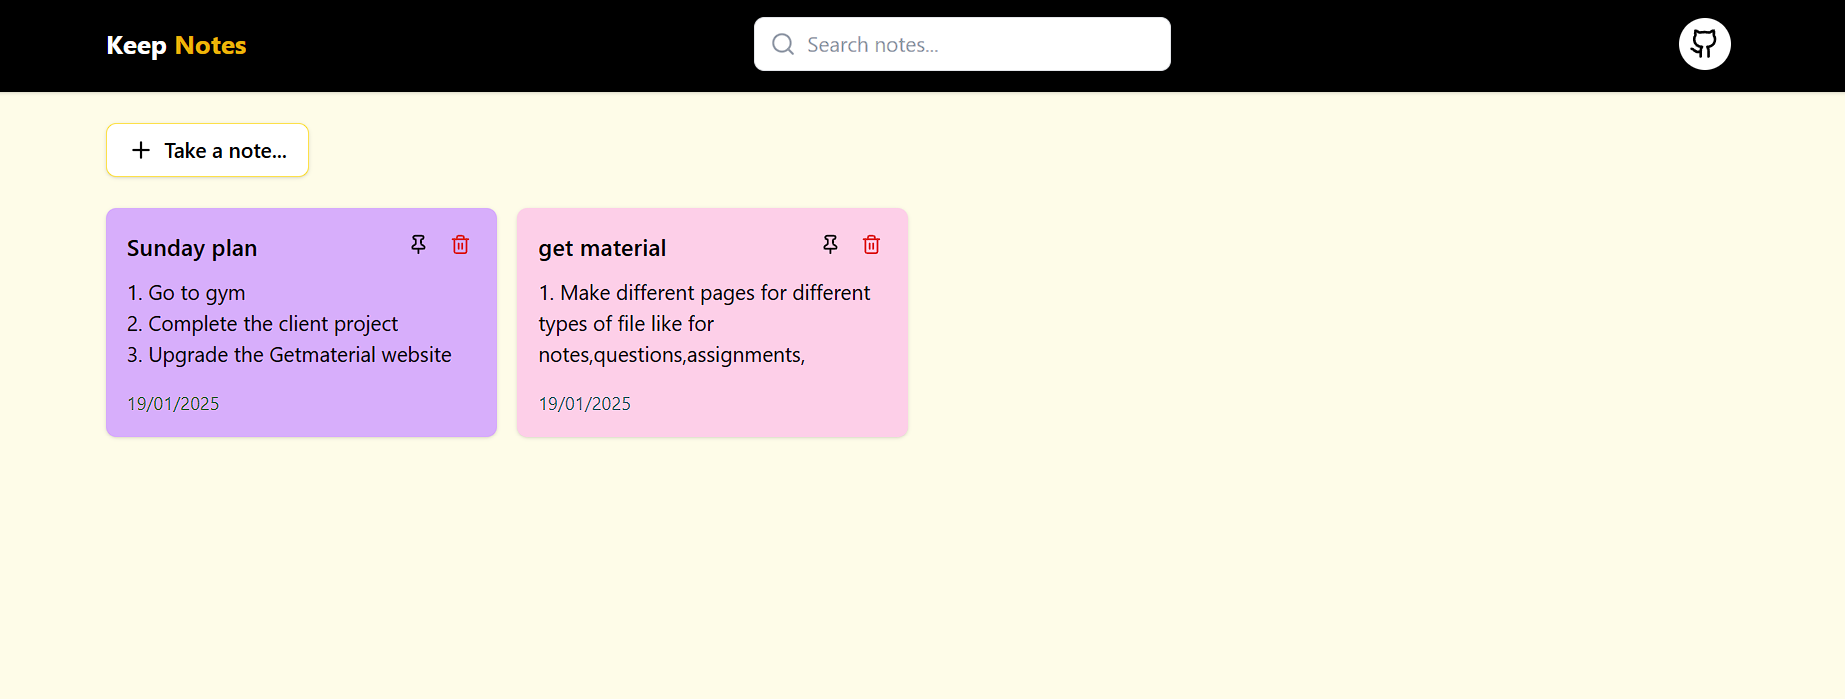 Keep Notes
Search notes...
Take a note...
Sunday plan
1. Go to gym
2. Complete the client project
3. Upgrade the Getmaterial website
19/01/2025
get material
1. Make different pages for different
types of file like for
notes,questions,assignments,
19/01/2025